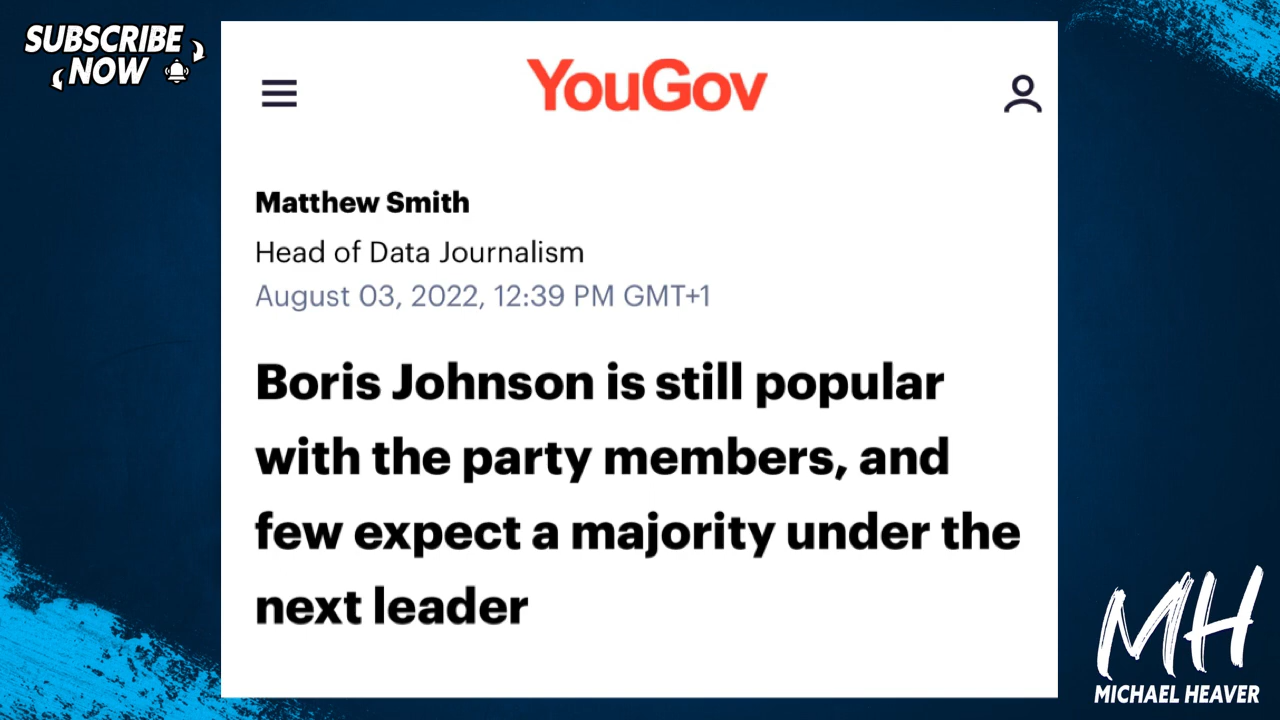 SUBSCRIBE
NOW
YouGov
Matthew Smith
Head of Data Journalism
August 03, 2022, 12:39 PM GMT+1
Boris Johnson is still popular
with the party members, and
few expect a majority under the
next leader
MH
MICHAEL HEAVER